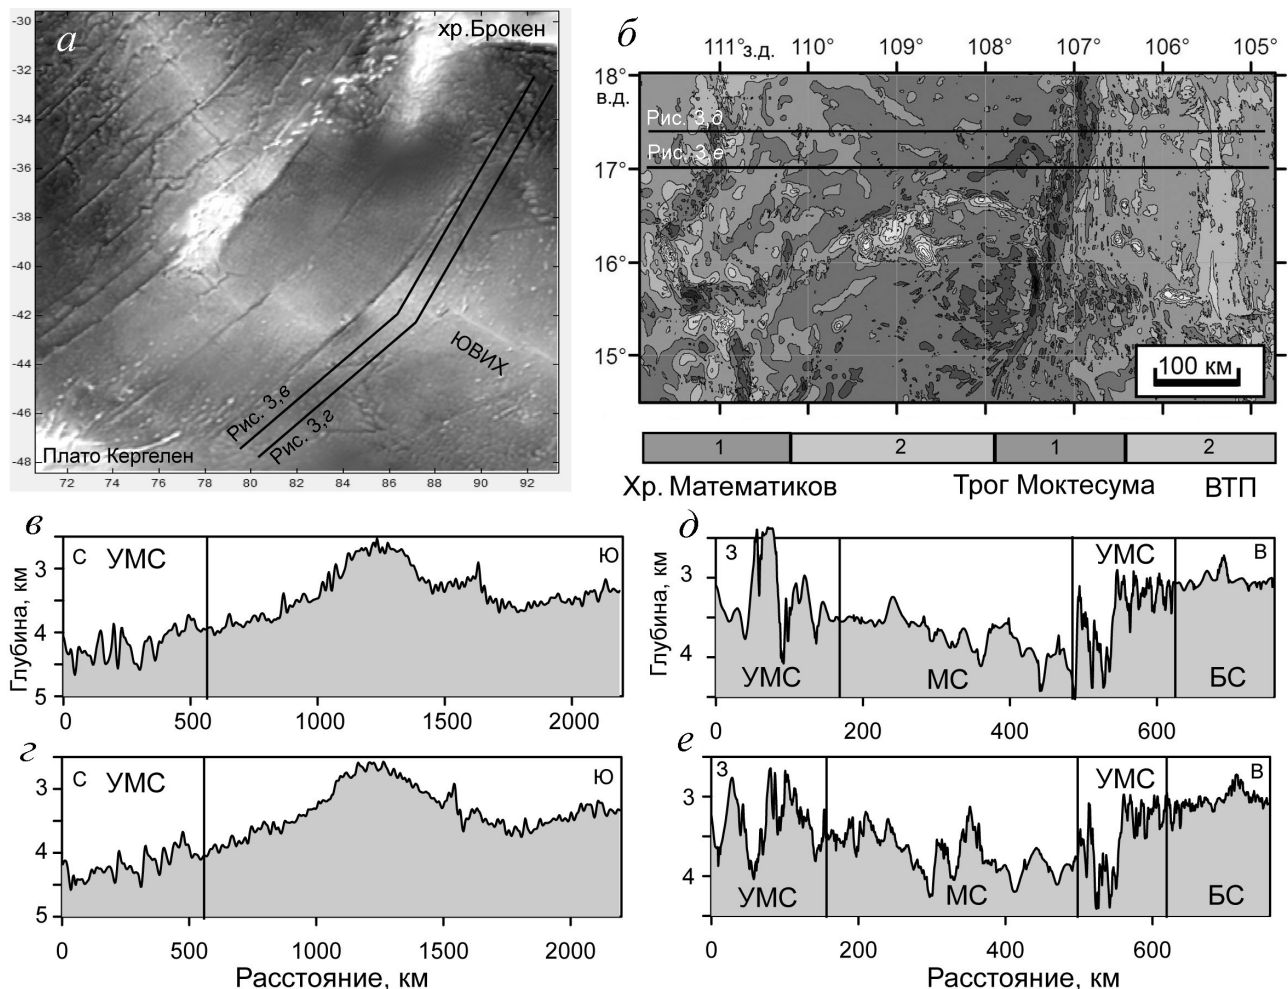 а
хр.Брокен
-30
-32
-34
-36
-38
-40
-42
-44
-46
-48
72 74 76 78 80 82 84 86 88 90 92
ЮВИХ
Рис. 3,в
Рис. 3,г
Плато Кергелен
б
111° з.д. 110° 109° 108° 107° 106° 105°
18°
в.д.
17°
16°
15°
Рис. 3,д
Рис. 3,е
100 км
1 2 1 2
Хр. Математиков Трог Моктесума ВТП
в
С УМС Ю
Глубина, км
3
4
5
0 500 1000 1500 2000
г
С УМС Ю
3
4
5
0 500 1000 1500 2000
Расстояние, км
д
З УМС В
Глубина, км
3
4
УМС МС БС
0 200 400 600
е
З УМС В
3
4
УМС МС БС
0 200 400 600
Расстояние, км